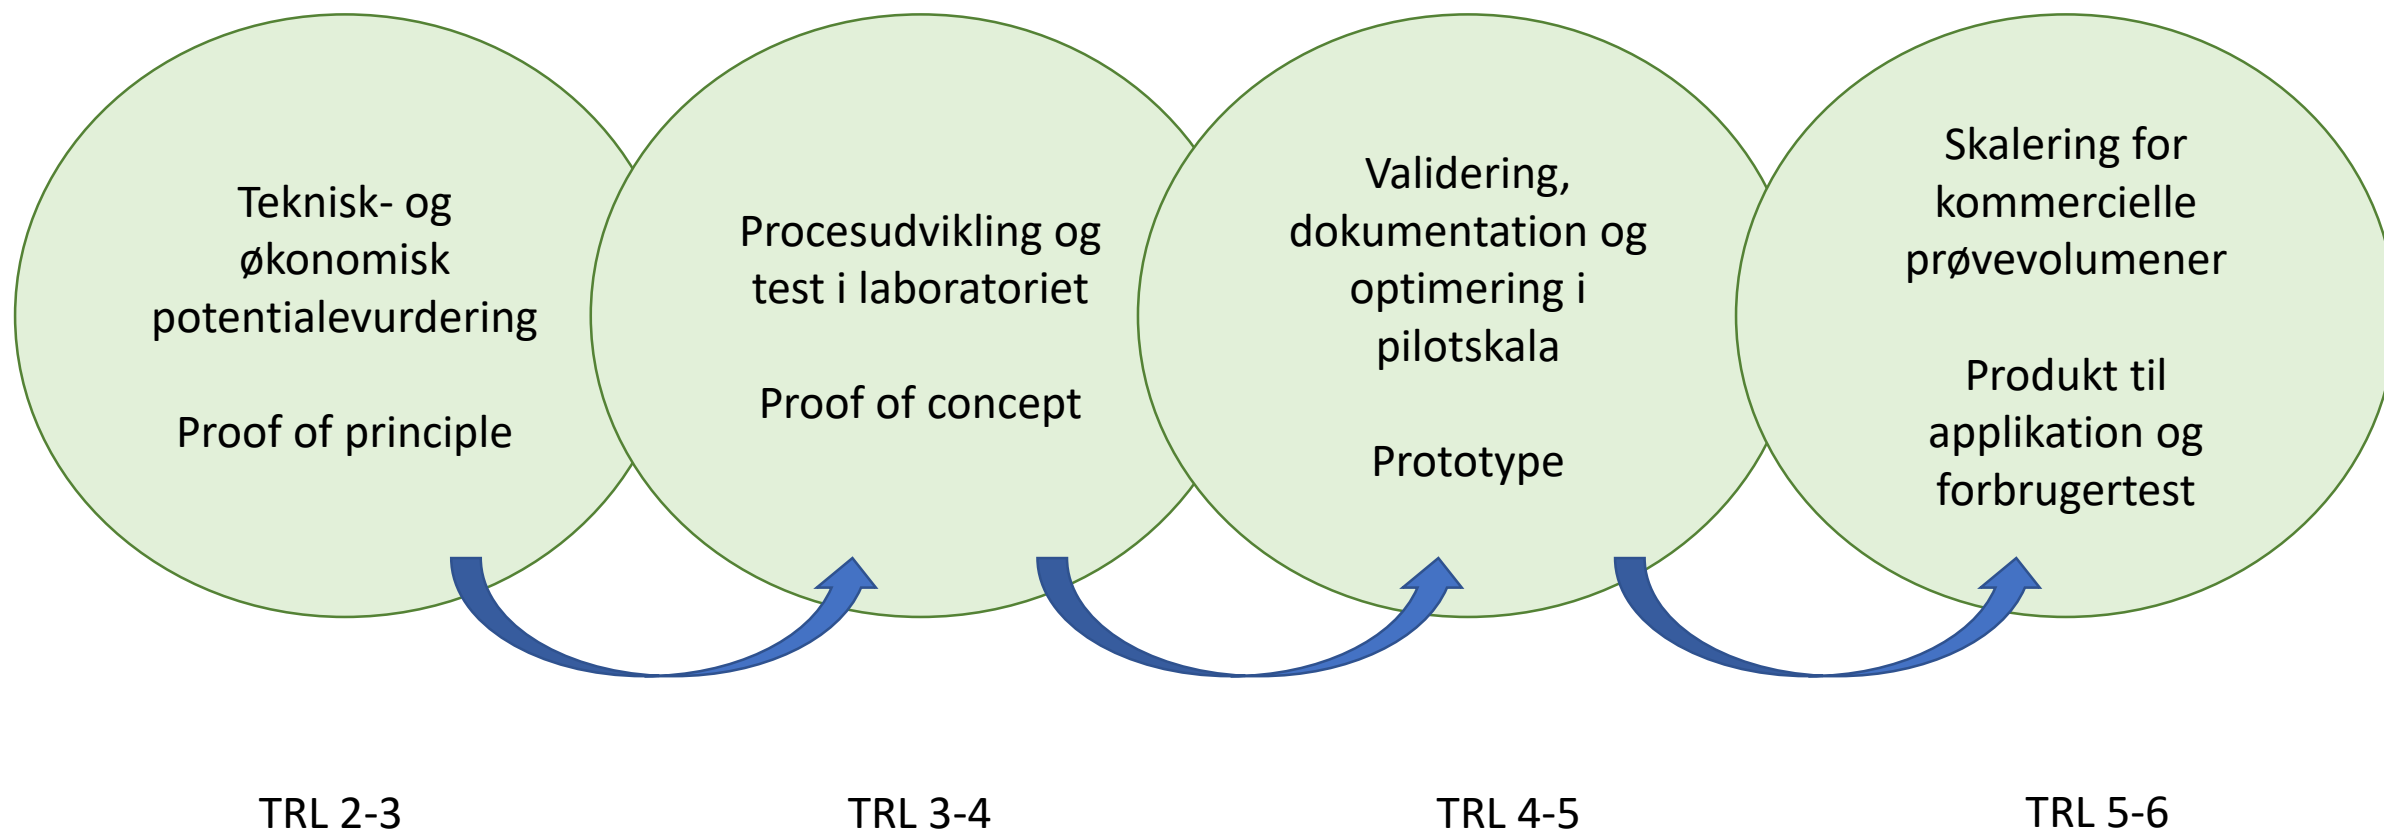 Teknisk- og
økonomisk
potentialevurdering
Proof of principle
Procesudvikling og
test i laboratoriet
Proof of concept
Validering,
dokumentation og
optimering i
pilotskala
Prototype
Skalering for
kommercielle
prøvevolumener
Produkt til
applikation og
forbrugertest
TRL 2-3
TRL 3-4
TRL 4-5
TRL 5-6